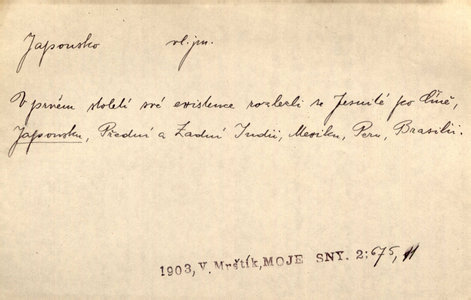 Japonsko vl. jm.
V prvém století své existence rozlezli se Jesuité po Číně,
Japonsku, Přední a Zadní Indii, Mexiku, Peru, Brasilii.
1903, V. Mrštík, MOJE SNY. 2: 675, 11